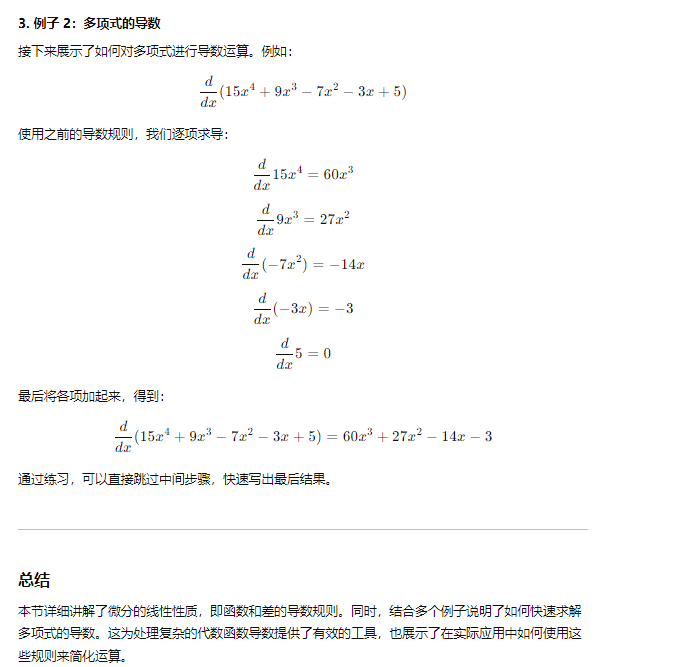 3. 例子 2：多项式的导数
接下来展示了如何对多项式进行导数运算。例如：
\frac{d}{dx}(15x^4 + 9x^3 − 7x^2 − 3x + 5)
使用之前的导数规则，我们逐项求导：
\frac{d}{dx}15x^4 = 60x^3
\frac{d}{dx}9x^3 = 27x^2
\frac{d}{dx}(−7x^2) = −14x
\frac{d}{dx}(−3x) = −3
\frac{d}{dx}5 = 0
最后将各项加起来，得到：
\frac{d}{dx}(15x^4 + 9x^3 − 7x^2 − 3x + 5) = 60x^3 + 27x^2 − 14x − 3
通过练习，可以直接跳过中间步骤，快速写出最后结果。
总结
本节详细讲解了微分的线性性质，即函数和差的导数规则。同时，结合多个例子说明了如何快速求解
多项式的导数。这为处理复杂的代数函数导数提供了有效的工具，也展示了在实际应用中如何使用这
些规则来简化运算。